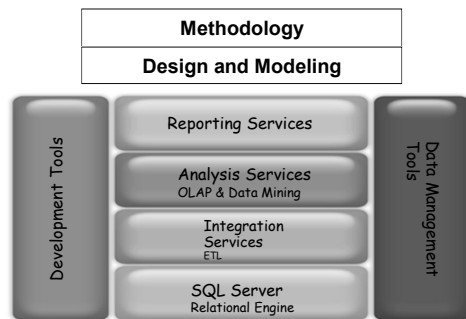 Methodology
Design and Modeling
Development Tools
Reporting Services
Analysis Services
OLAP & Data Mining
Integration
Services
ETL
SQL Server
Relational Engine
Data Management
Tools